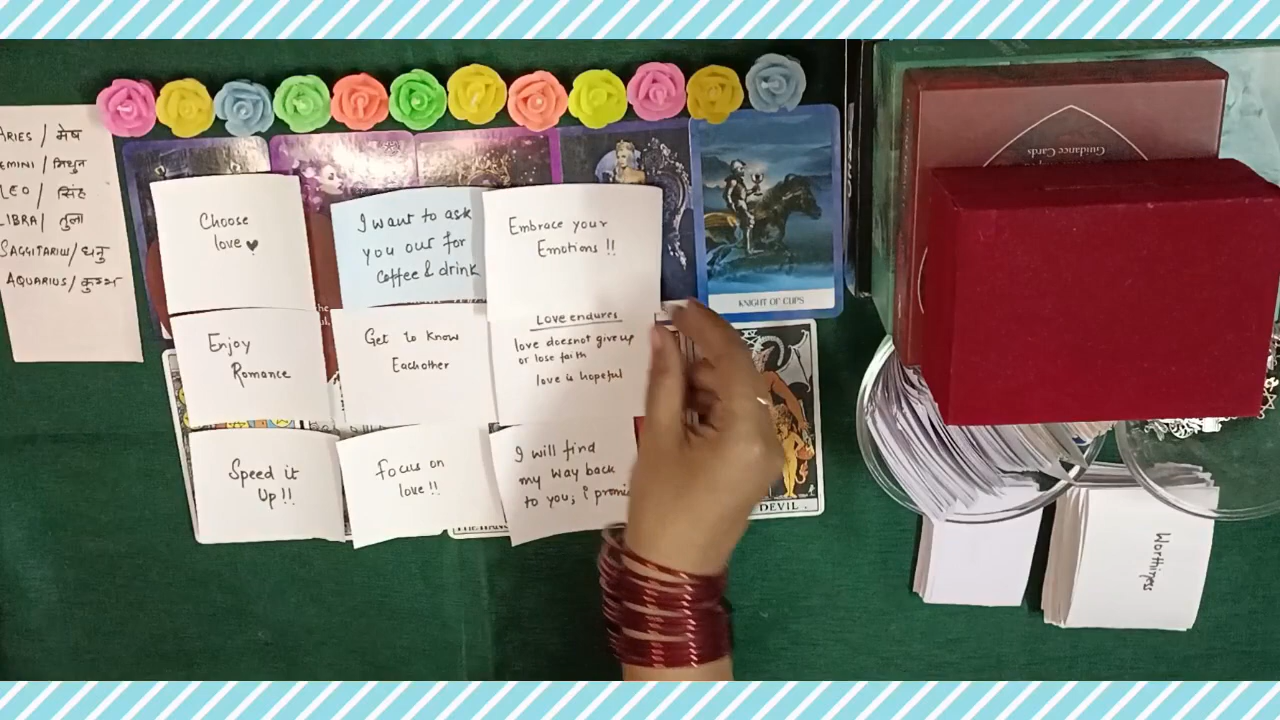 ARIES / मेष
EMINI / मिथुन
LEO / सिंह
LIBRA / तुला
SAGGITARIUS / धनु
AQUARIUS / कुम्भ
Choose
love
I want to ask
you out for
coffee & drink
Embrace your
Emotions !!
KNIGHT OF CUPS
Enjoy
Romance
Get to know
Eachother
Love endures
love doesnot give up
or lose faith
love is hopeful
Speed it
Up!!
focus on
love !!
I will find
my way back
to you; i promi
XV
DEVIL.
Guidance Cards
Worthiness